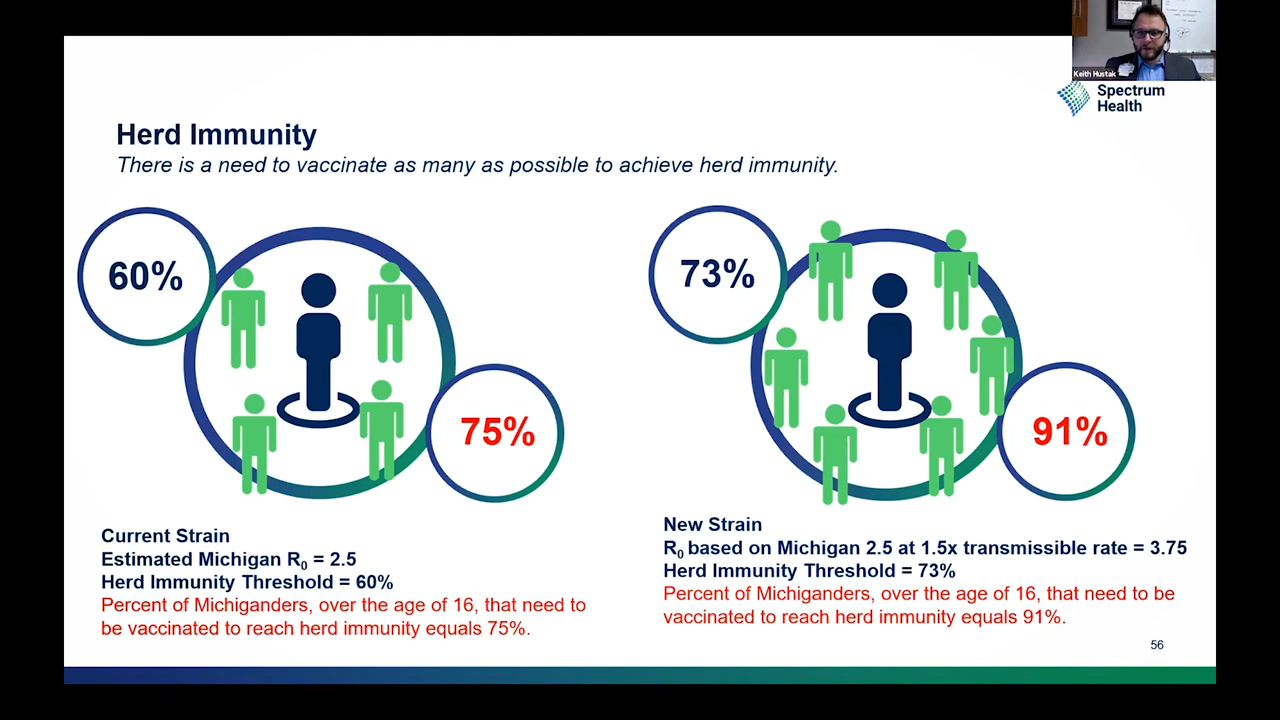 Keith Hustak
Spectrum
Health
Herd Immunity
There is a need to vaccinate as many as possible to achieve herd immunity.
60%
75%
Current Strain
Estimated Michigan R0 = 2.5
Herd Immunity Threshold = 60%
Percent of Michiganders, over the age of 16, that need to
be vaccinated to reach herd immunity equals 75%.
73%
91%
New Strain
R0 based on Michigan 2.5 at 1.5x transmissible rate = 3.75
Herd Immunity Threshold = 73%
Percent of Michiganders, over the age of 16, that need to be
vaccinated to reach herd immunity equals 91%.
56